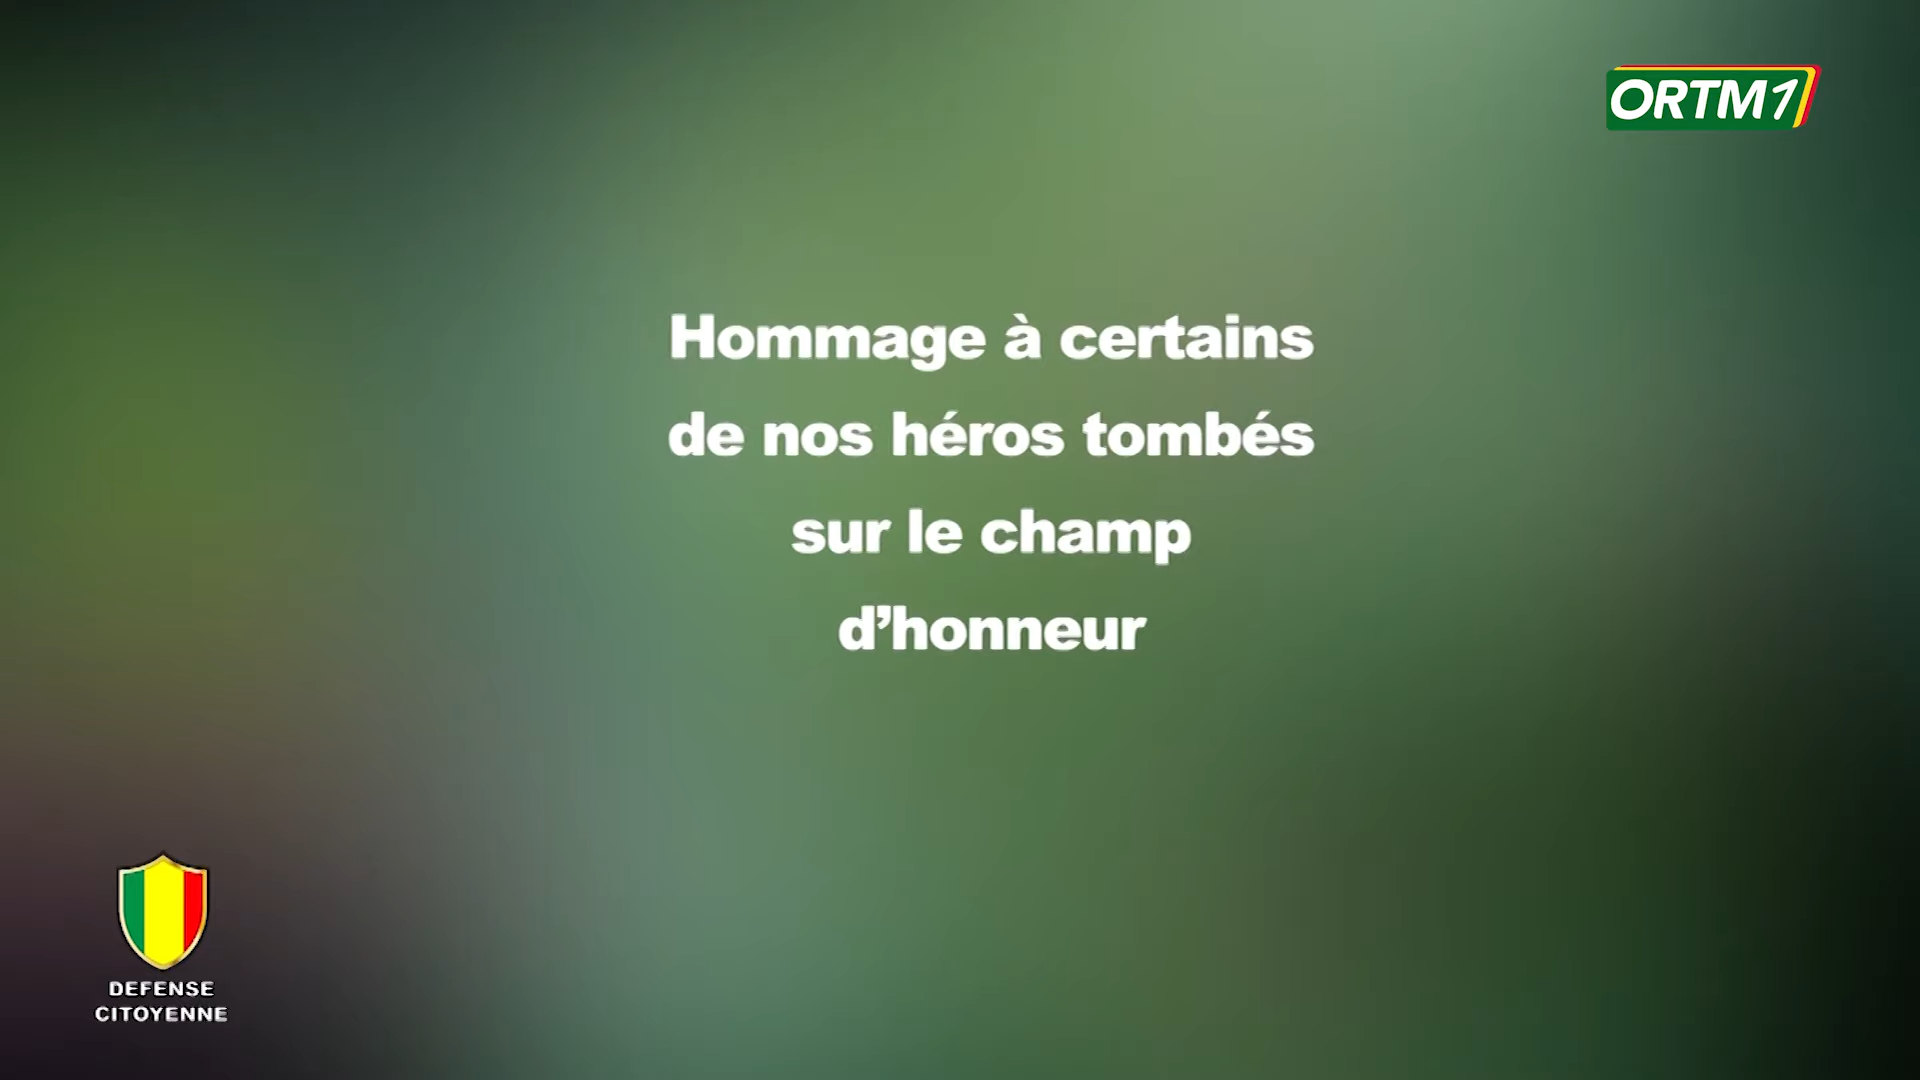 ORTM1
Hommage à certains
de nos héros tombés
sur le champ
d’honneur
DEFENSE
CITOYENNE